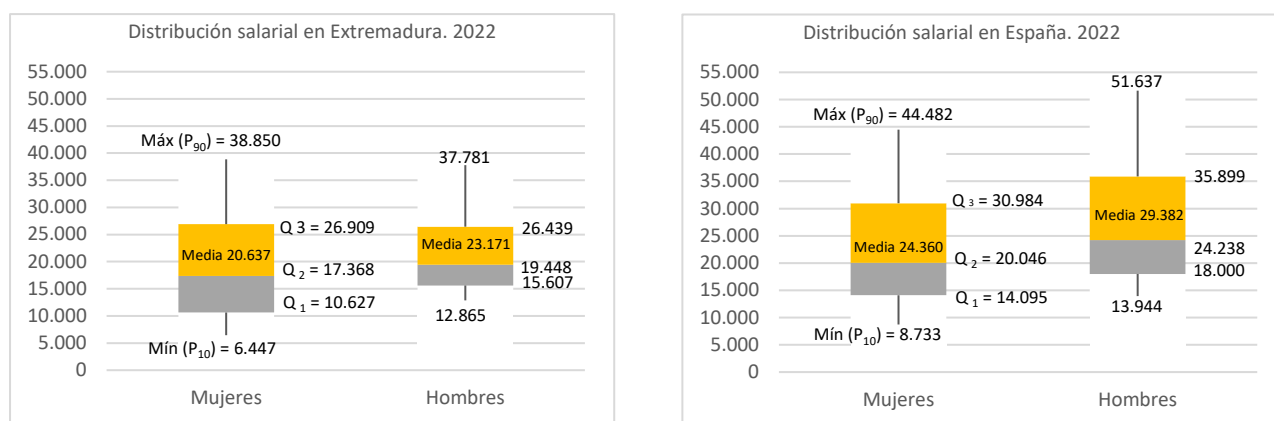 Distribución salarial en Extremadura. 2022
55.000
50.000
45.000
40.000
35.000
30.000
25.000
20.000
15.000
10.000
5.000
0
Máx (P90) = 38.850
Q 3 = 26.909
Media 20.637
Q 2 = 17.368
Q 1 = 10.627
Mín (P10) = 6.447
37.781
26.439
Media 23.171
19.448
15.607
12.865
Mujeres
Hombres
Distribución salarial en España. 2022
55.000
50.000
45.000
40.000
35.000
30.000
25.000
20.000
15.000
10.000
5.000
0
Máx (P90) = 44.482
Q 3 = 30.984
Media 24.360
Q 2 = 20.046
Q 1 = 14.095
Mín (P10) = 8.733
51.637
35.899
Media 29.382
24.238
18.000
13.944
Mujeres
Hombres